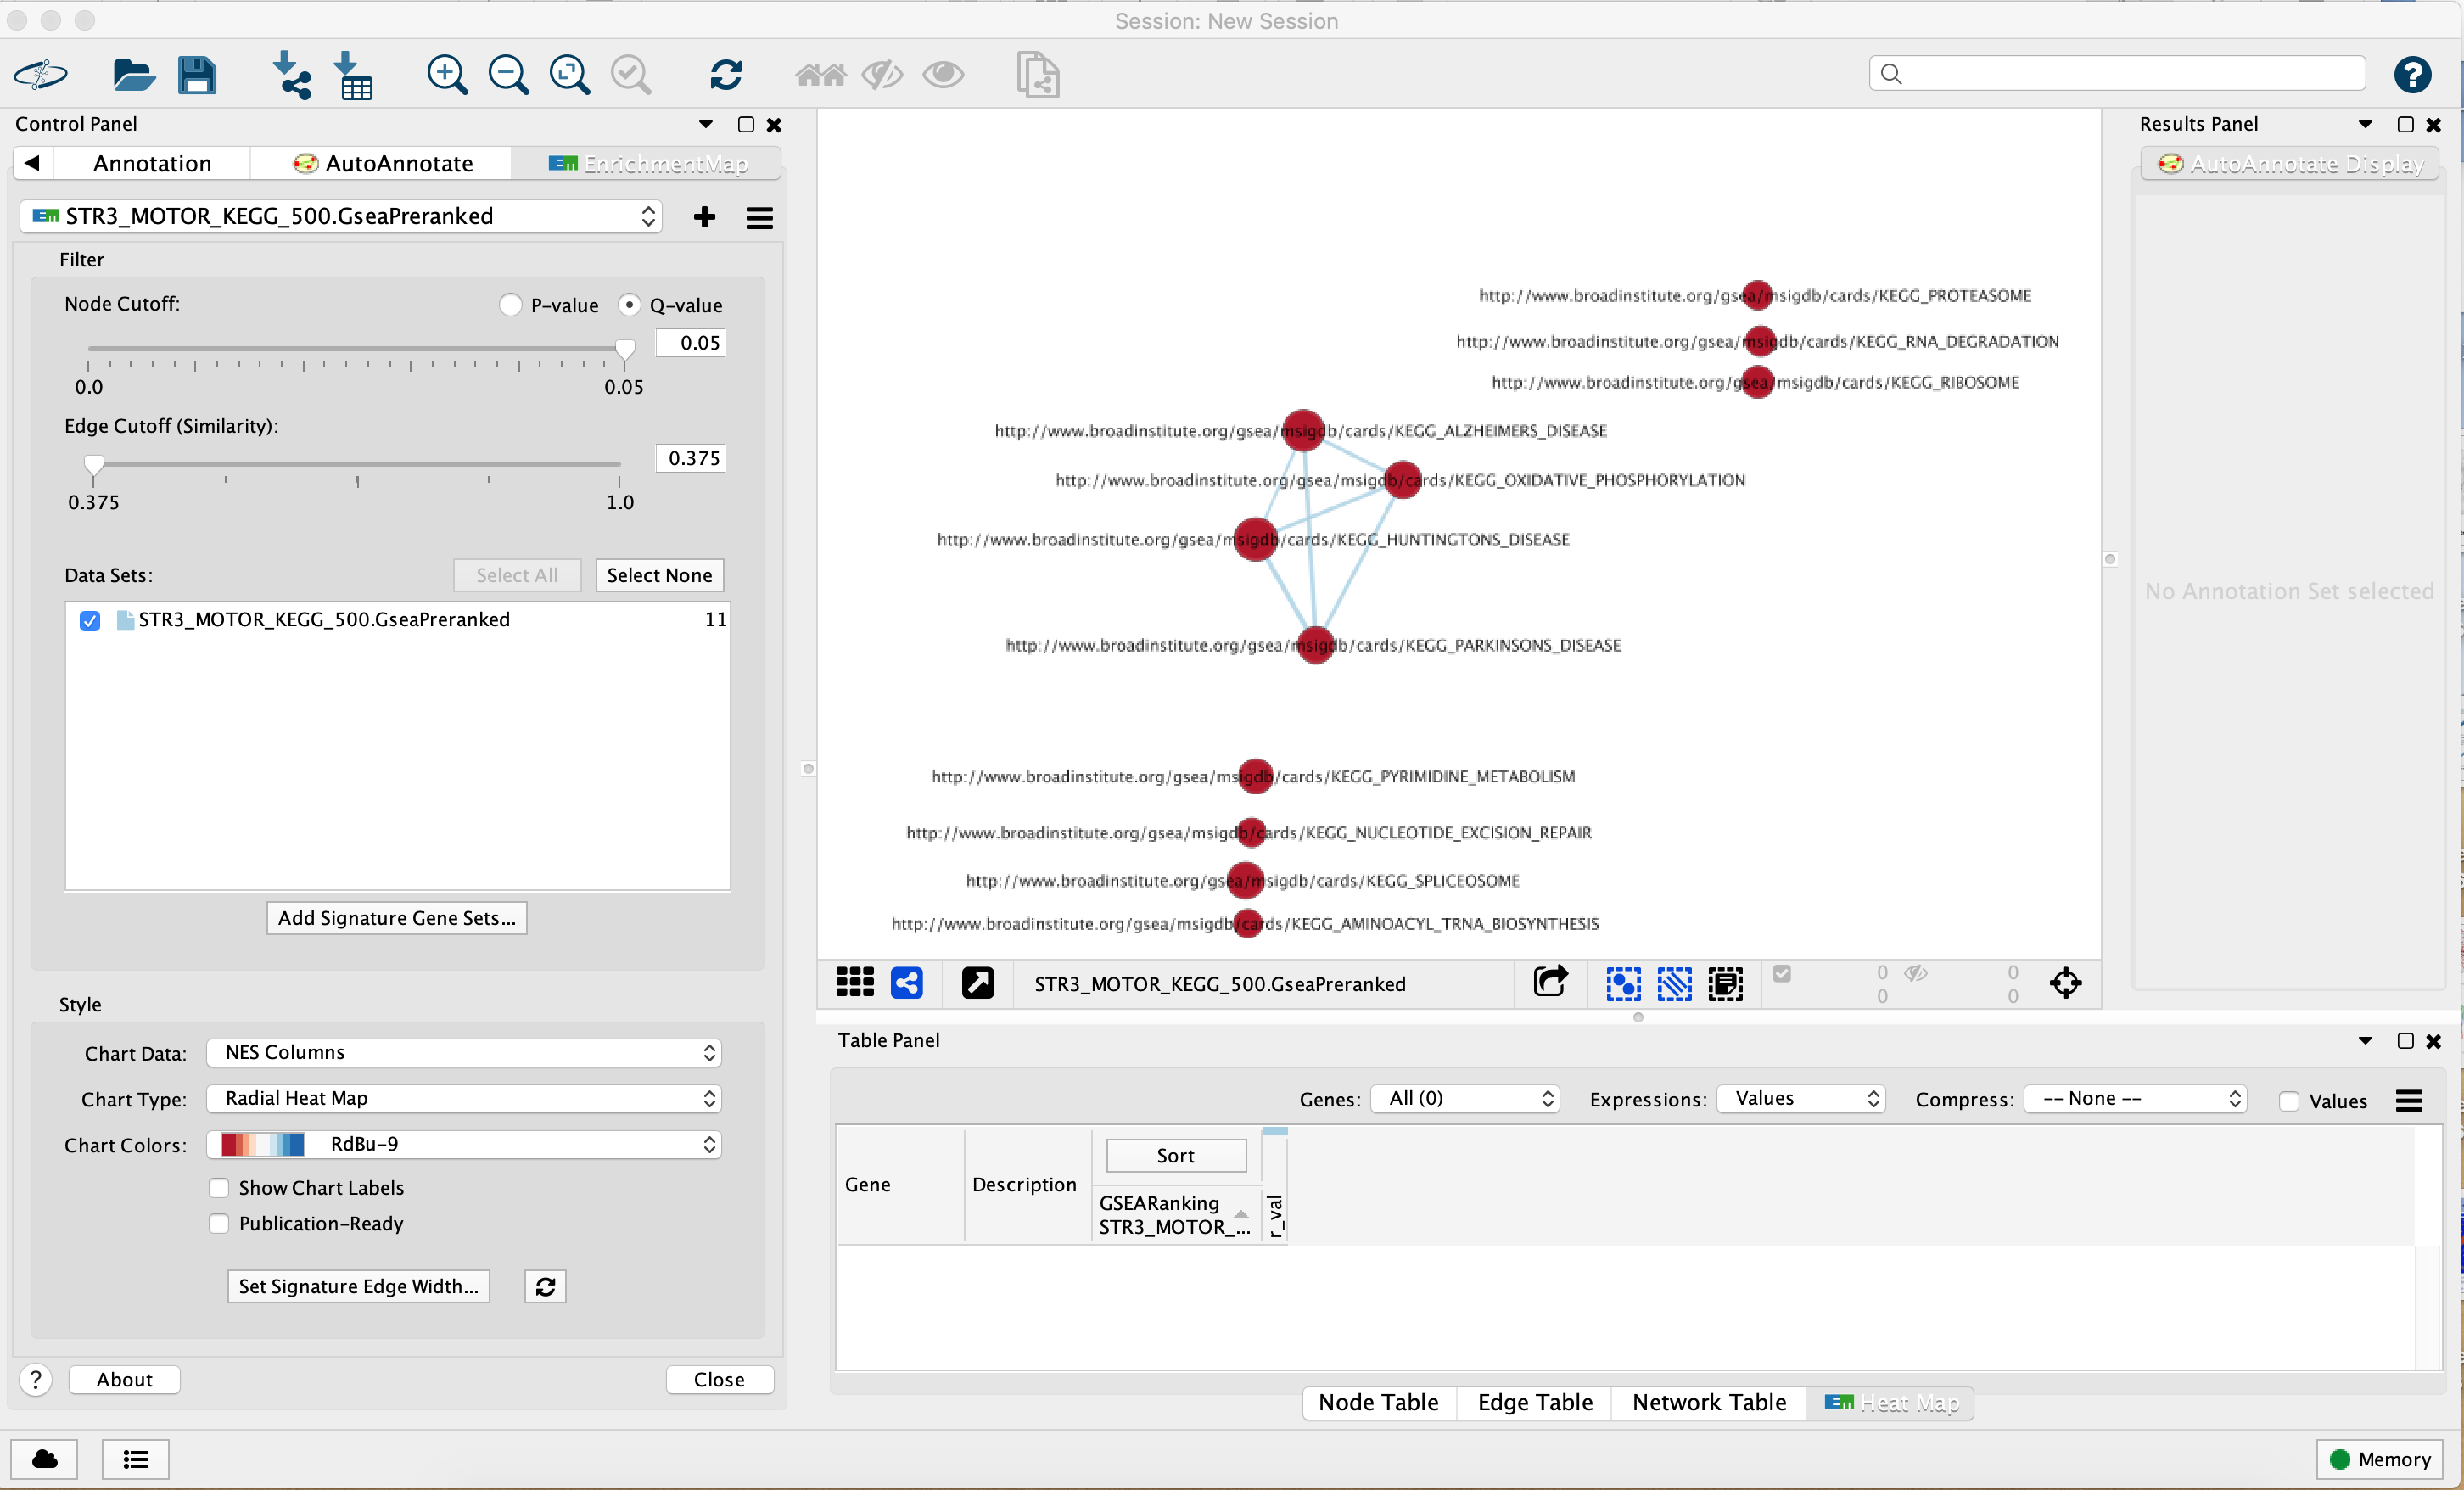 Session: New Session
Control Panel
Annotation
AutoAnnotate
EnrichmentMap
STR3_MOTOR_KEGG_500.GseaPreranked
Filter
Node Cutoff:
P-value
Q-value
0.05
0.0
0.05
Edge Cutoff (Similarity):
0.375
0.375
1.0
Data Sets:
Select All
Select None
STR3_MOTOR_KEGG_500.GseaPreranked
11
Add Signature Gene Sets...
Style
Chart Data:
NES Columns
Chart Type:
Radial Heat Map
Chart Colors:
RdBu-9
Show Chart Labels
Publication-Ready
Set Signature Edge Width...
?
About
Close
http://www.broadinstitute.org/gsea/msigdb/cards/KEGG_PROTEASOME
http://www.broadinstitute.org/gsea/msigdb/cards/KEGG_RNA_DEGRADATION
http://www.broadinstitute.org/gsea/msigdb/cards/KEGG_RIBOSOME
http://www.broadinstitute.org/gsea/msigdb/cards/KEGG_ALZHEIMERS_DISEASE
http://www.broadinstitute.org/gsea/msigdb/cards/KEGG_OXIDATIVE_PHOSPHORYLATION
http://www.broadinstitute.org/gsea/msigdb/cards/KEGG_HUNTINGTONS_DISEASE
http://www.broadinstitute.org/gsea/msigdb/cards/KEGG_PARKINSONS_DISEASE
http://www.broadinstitute.org/gsea/msigdb/cards/KEGG_PYRIMIDINE_METABOLISM
http://www.broadinstitute.org/gsea/msigdb/cards/KEGG_NUCLEOTIDE_EXCISION_REPAIR
http://www.broadinstitute.org/gsea/msigdb/cards/KEGG_SPLICEOSOME
http://www.broadinstitute.org/gsea/msigdb/cards/KEGG_AMINOACYL_TRNA_BIOSYNTHESIS
STR3_MOTOR_KEGG_500.GseaPreranked
0
0
0
0
Results Panel
AutoAnnotate Display
No Annotation Set selected
Table Panel
Genes:
All (0)
Expressions:
Values
Compress:
-- None --
Values
Gene
Description
Sort
GSEARanking
STR3_MOTOR_...
r_val
Node Table
Edge Table
Network Table
Heat Map
Memory